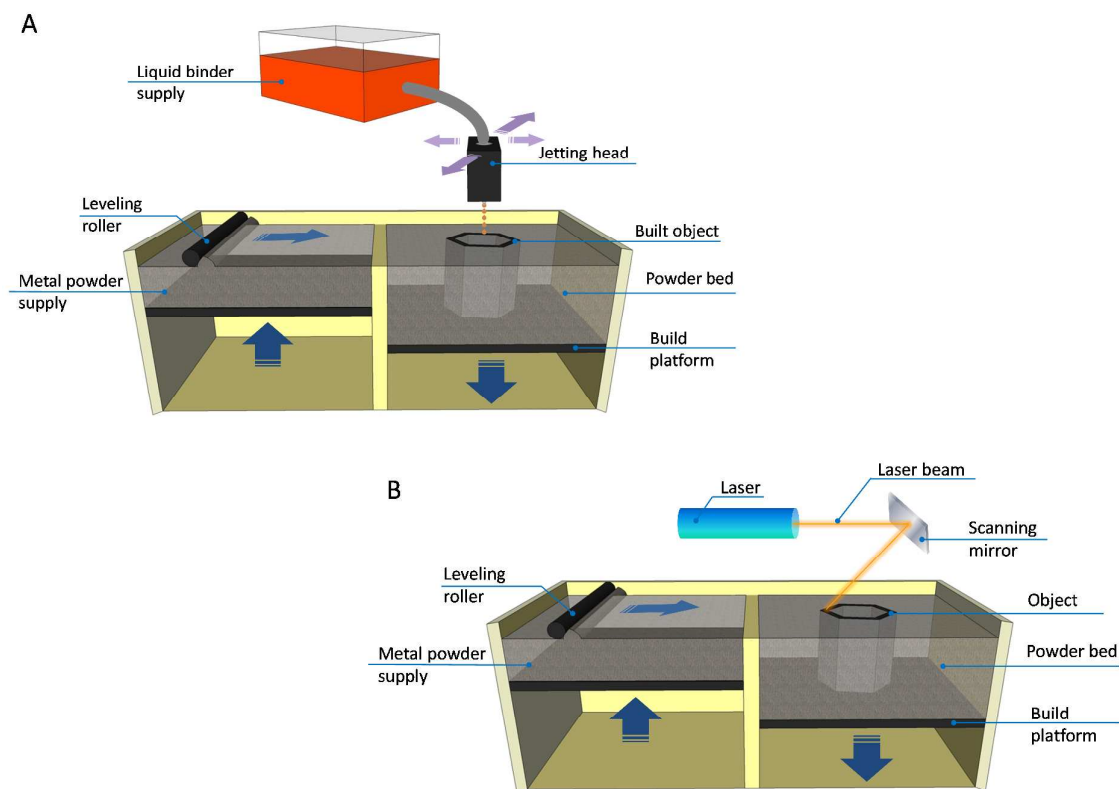 A
Liquid binder
supply
Jetting head
Leveling
roller
Built object
Metal powder
supply
Powder bed
Build
platform
B
Laser beam
Laser
Scanning
mirror
Leveling
roller
Object
Metal powder
supply
Powder bed
Build
platform